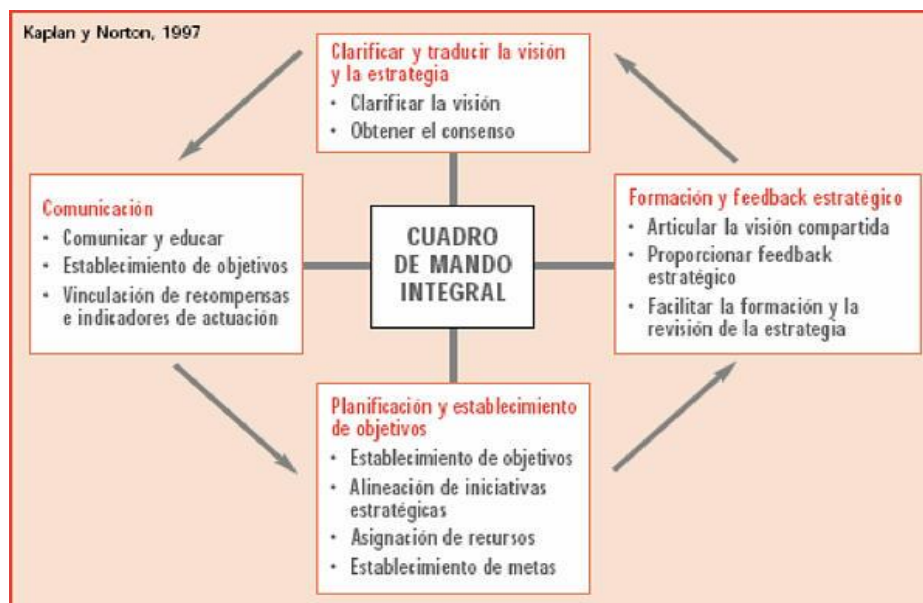 Kaplan y Norton, 1997
Clarificar y traducir la visión
y la estrategia
• Clarificar la visión
• Obtener el consenso
Comunicación
• Comunicar y educar
• Establecimiento de objetivos
• Vinculación de recompensas
e indicadores de actuación
CUADRO
DE MANDO
INTEGRAL
Formación y feedback estratégico
• Articular la visión compartida
• Proporcionar feedback
estratégico
• Facilitar la formación y la
revisión de la estrategia
Planificación y establecimiento
de objetivos
• Establecimiento de objetivos
• Alineación de iniciativas
estratégicas
• Asignación de recursos
• Establecimiento de metas